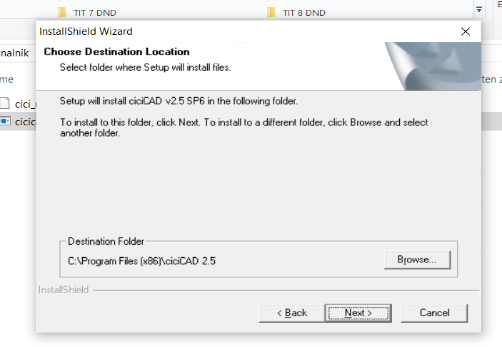 TIT 7 DND
TIT 8 DND
InstallShield Wizard
nalnik
Choose Destination Location
Select folder where Setup will install files.
me
ten z
Setup will install ciciCAD v2.5 SP6 in the following folder.
cici_
To install to this folder, click Next. To install to a different folder, click Browse and select
cicic
another folder.
Destination Folder
C:\Program Files (x86)\ciciCAD 2.5
Browse...
InstallShield
< Back
Next >
Cancel